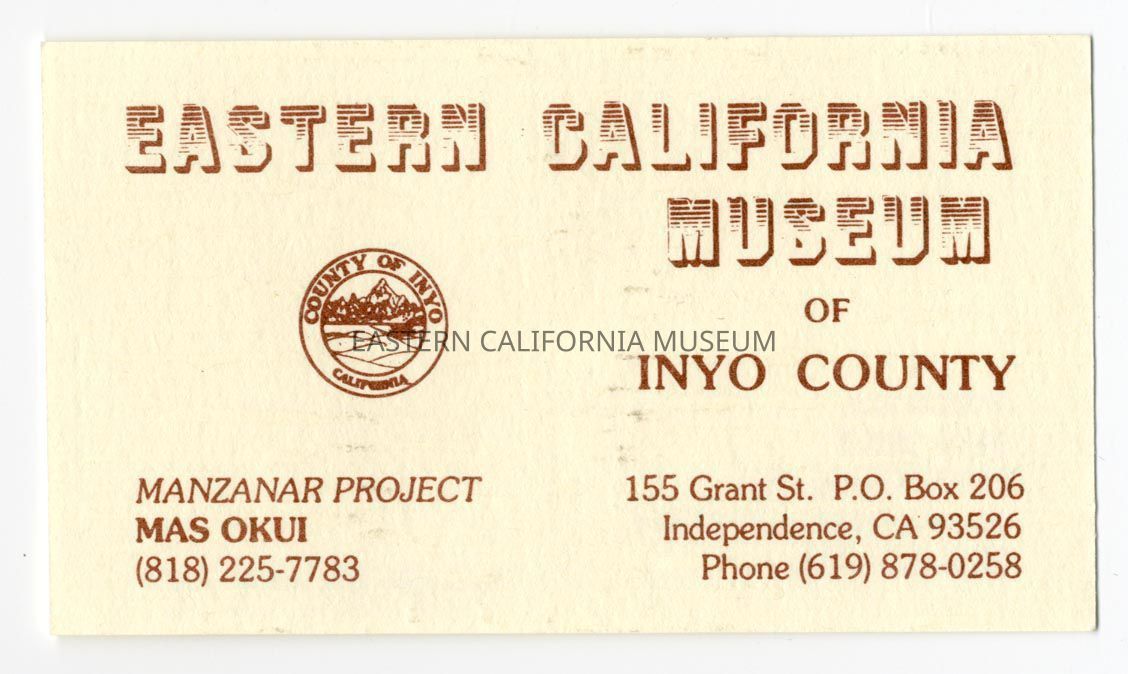 EASTERN CALIFORNIA
MUSEUM
OF
INYO COUNTY
COUNTY OF INYO
CALIFORNIA
EASTERN CALIFORNIA MUSEUM
MANZANAR PROJECT
MAS OKUI
(818) 225-7783
155 Grant St. P.O. Box 206
Independence, CA 93526
Phone (619) 878-0258